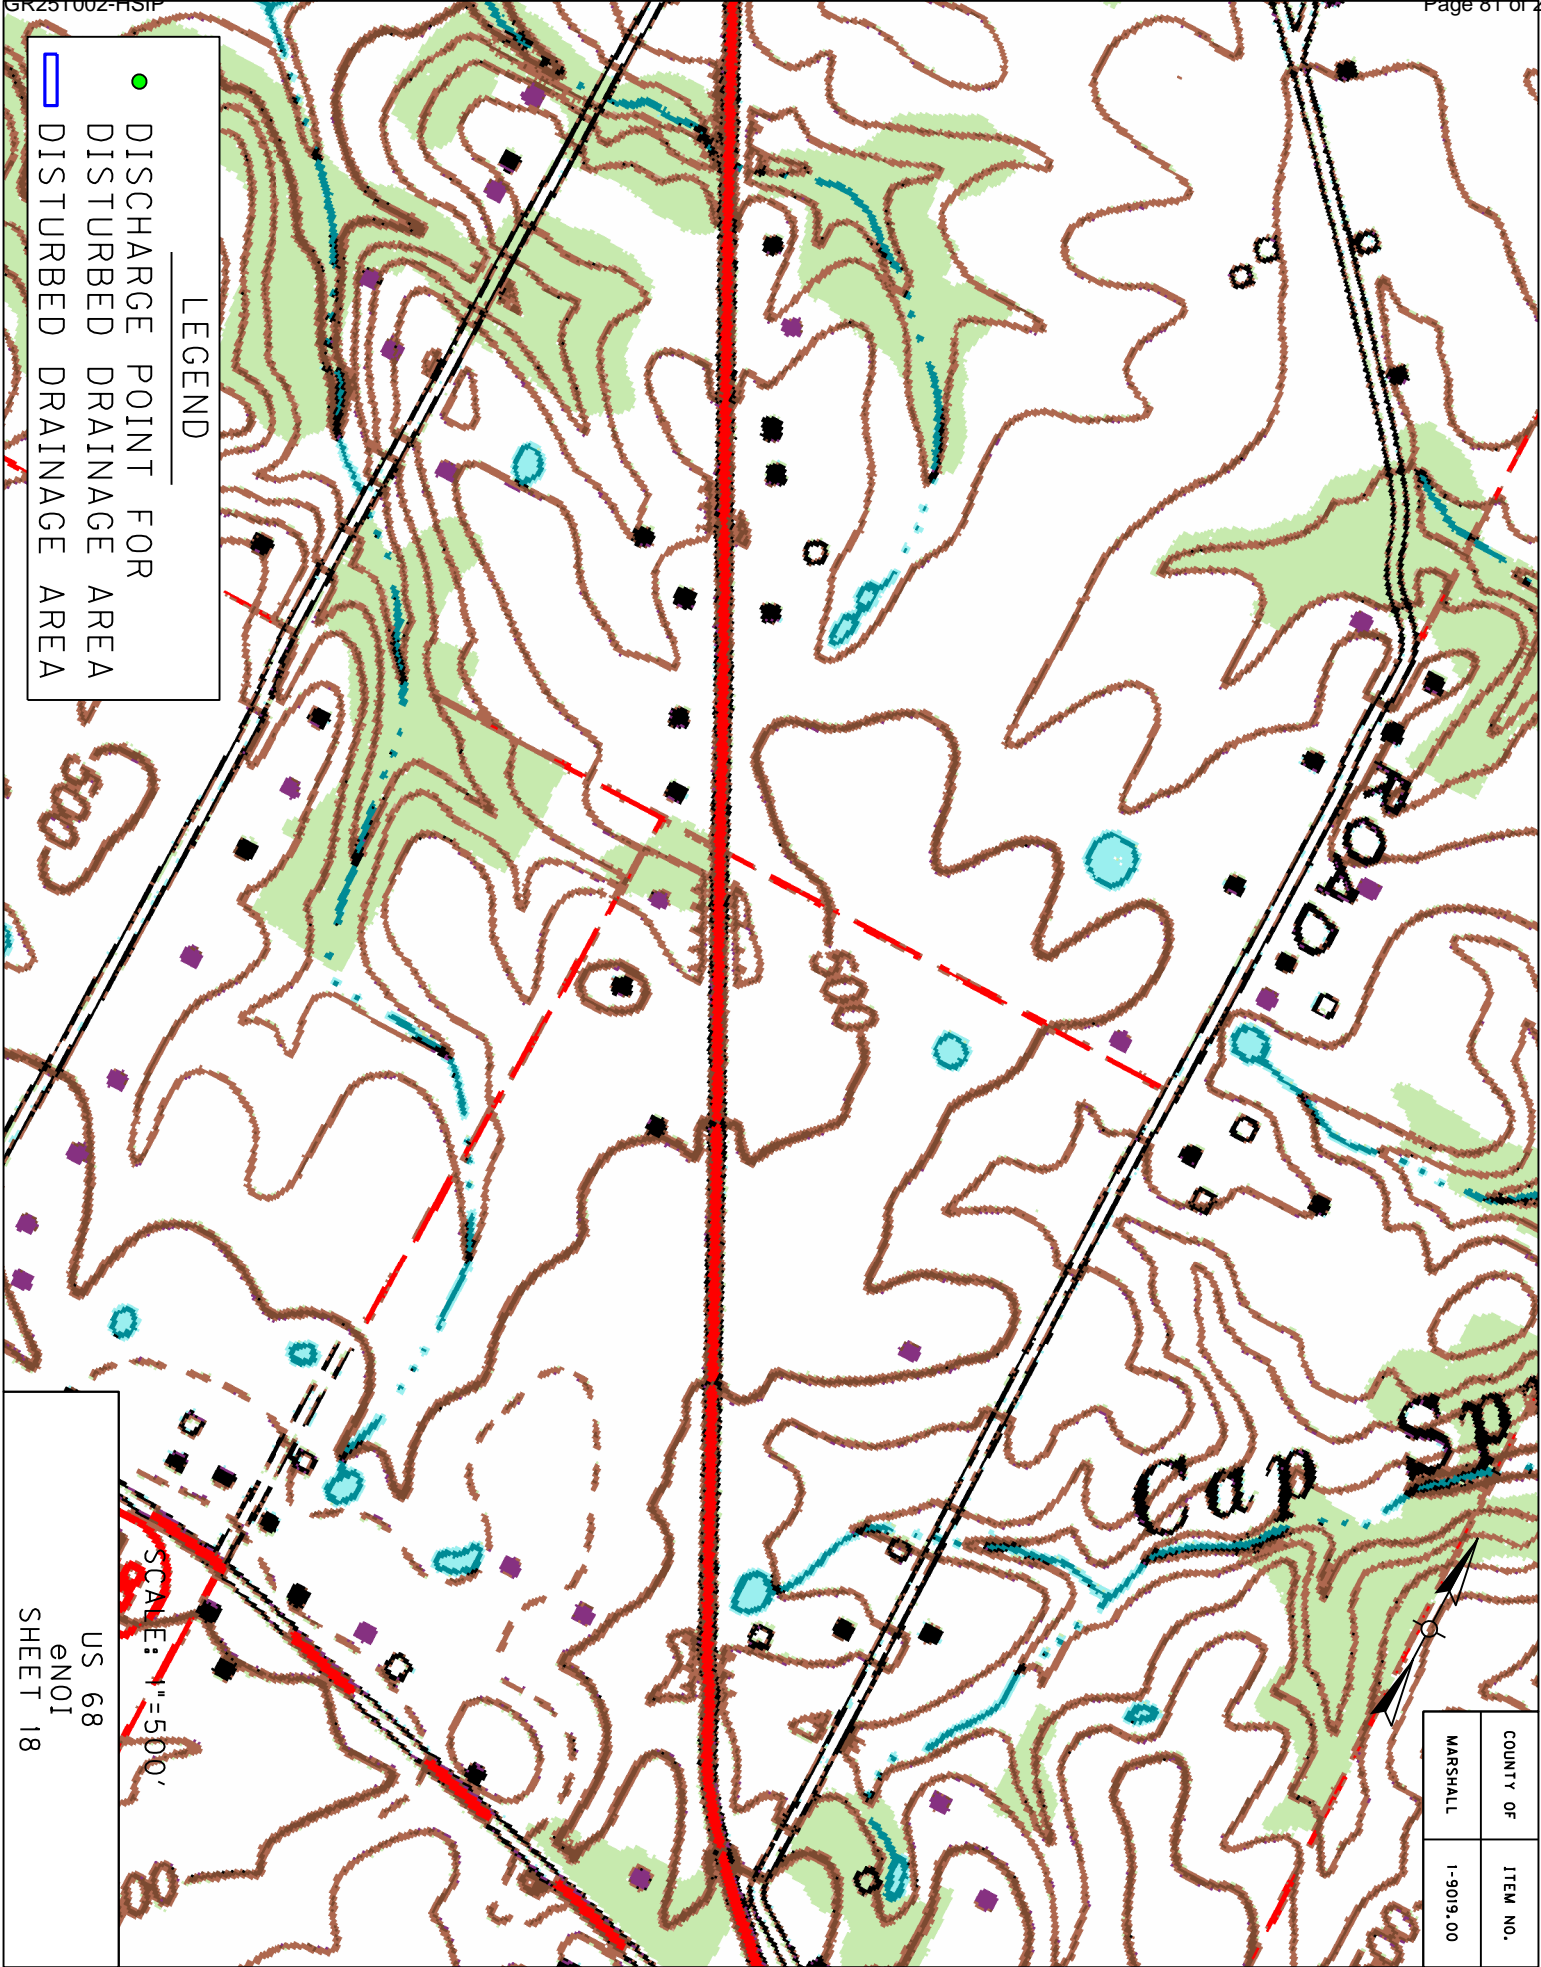 GR251002-HSIP
Page 81 of 2
LEGEND
DISCHARGE POINT FOR
DISTURBED DRAINAGE AREA
DISTURBED DRAINAGE AREA
ROAD
500
500
Cap Sp
COUNTY OF
ITEM NO.
MARSHALL
1-9019.00
SCALE: 1"=500'
US 68
eNOI
SHEET 18